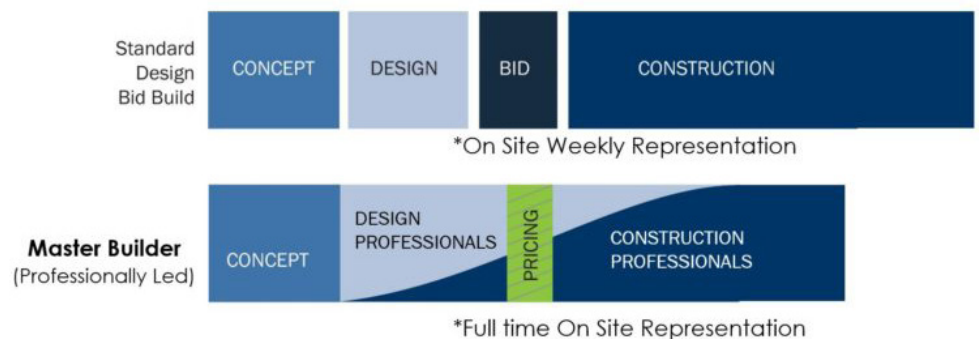 Standard
Design
Bid Build
CONCEPT
DESIGN
BID
CONSTRUCTION
*On Site Weekly Representation
Master Builder
(Professionally Led)
CONCEPT
DESIGN
PROFESSIONALS
PRICING
CONSTRUCTION
PROFESSIONALS
*Full time On Site Representation